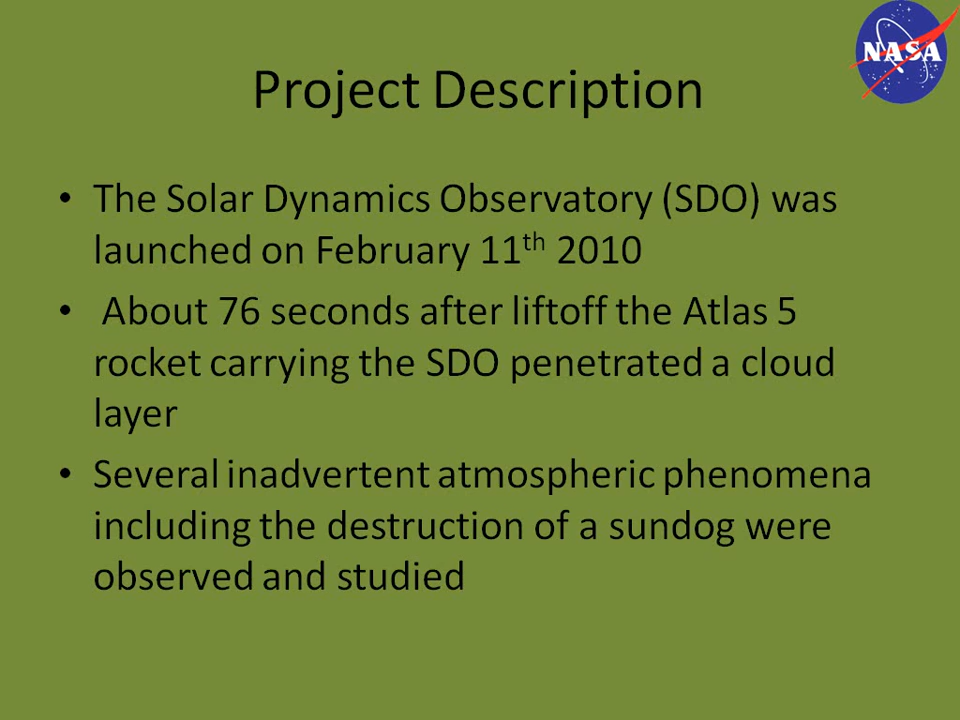 NASA
Project Description
• The Solar Dynamics Observatory (SDO) was
launched on February 11th 2010
• About 76 seconds after liftoff the Atlas 5
rocket carrying the SDO penetrated a cloud
layer
• Several inadvertent atmospheric phenomena
including the destruction of a sundog were
observed and studied